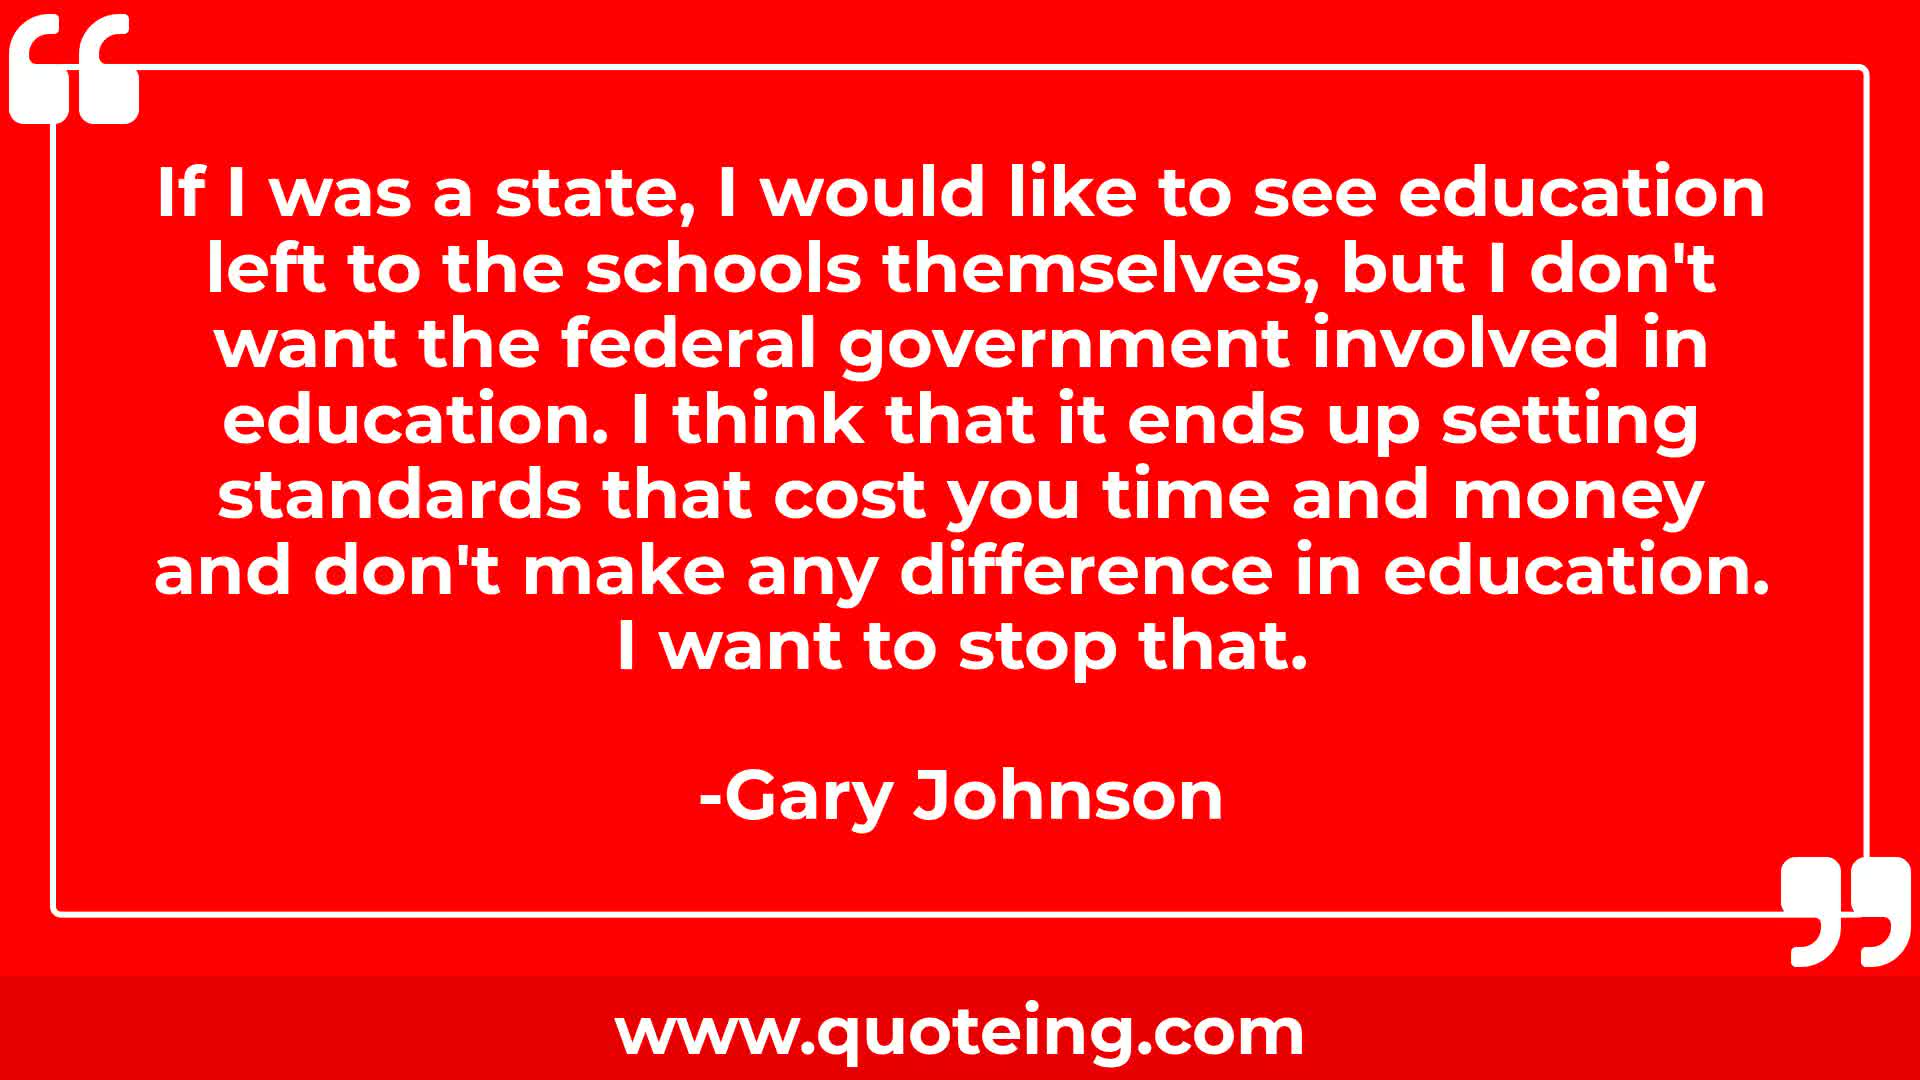 If I was a state, I would like to see education
left to the schools themselves, but I don't
want the federal government involved in
education. I think that it ends up setting
standards that cost you time and money
and don't make any difference in education.
I want to stop that.
-Gary Johnson
www.quoteing.com